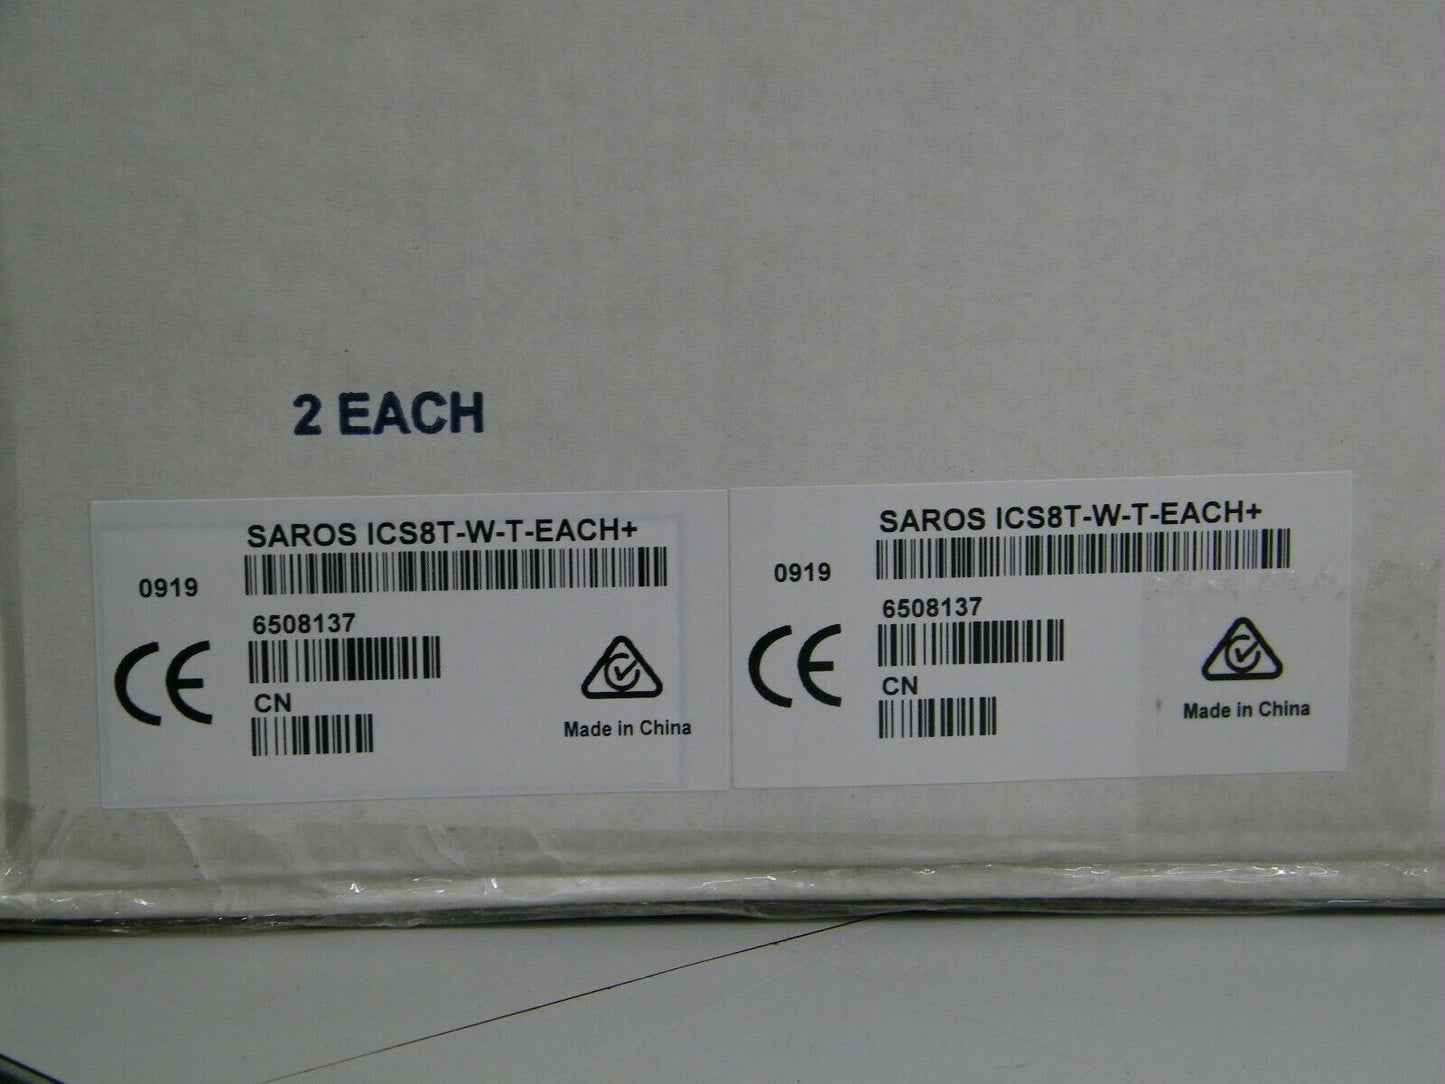 2 EACH
SAROS ICS8T-W-T-EACH+
0919
6508137
CE
CN
Made in China
SAROS ICS8T-W-T-EACH+
0919
6508137
CE
CN
Made in China